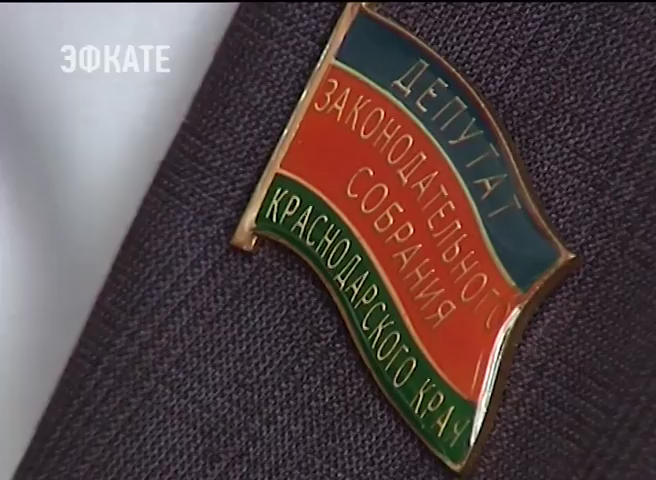 ЭФКАТЕ
ДЕПУТАТ
ЗАКОНОДАТЕЛЬНОГО
СОБРАНИЯ
КРАСНОДАРСКОГО КРАЯ